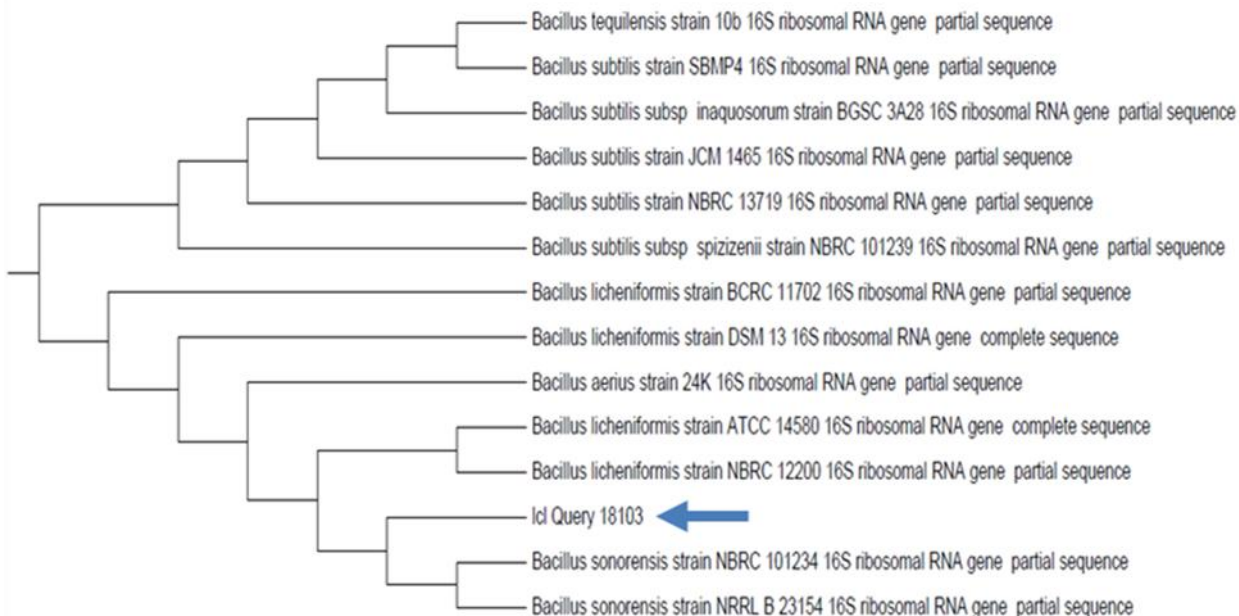 Bacillus tequilensis strain 10b 16S ribosomal RNA gene partial sequence
Bacillus subtilis strain SBMP4 16S ribosomal RNA gene partial sequence
Bacillus subtilis subsp inaquosorum strain BGSC 3A28 16S ribosomal RNA gene partial sequence
Bacillus subtilis strain JCM 1465 16S ribosomal RNA gene partial sequence
Bacillus subtilis strain NBRC 13719 16S ribosomal RNA gene partial sequence
Bacillus subtilis subsp spizizenii strain NBRC 101239 16S ribosomal RNA gene partial sequence
Bacillus licheniformis strain BCRC 11702 16S ribosomal RNA gene partial sequence
Bacillus licheniformis strain DSM 13 16S ribosomal RNA gene complete sequence
Bacillus aerius strain 24K 16S ribosomal RNA gene partial sequence
Bacillus licheniformis strain ATCC 14580 16S ribosomal RNA gene complete sequence
Bacillus licheniformis strain NBRC 12200 16S ribosomal RNA gene partial sequence
lcl Query 18103
Bacillus sonorensis strain NBRC 101234 16S ribosomal RNA gene partial sequence
Bacillus sonorensis strain NRRL B 23154 16S ribosomal RNA gene partial sequence